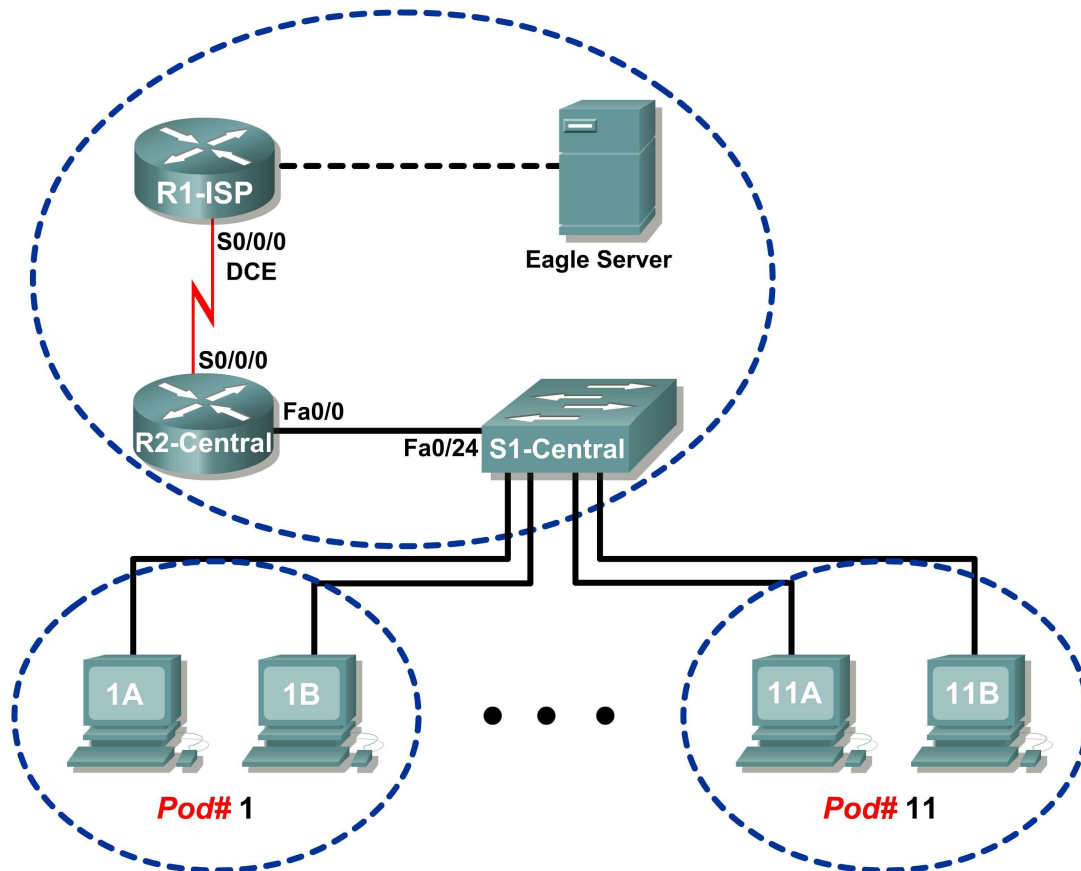 R1-ISP
S0/0/0
DCE
Eagle Server
S0/0/0
R2-Central
Fa0/0
Fa0/24
S1-Central
1A
1B
11A
11B
Pod# 1
Pod# 11